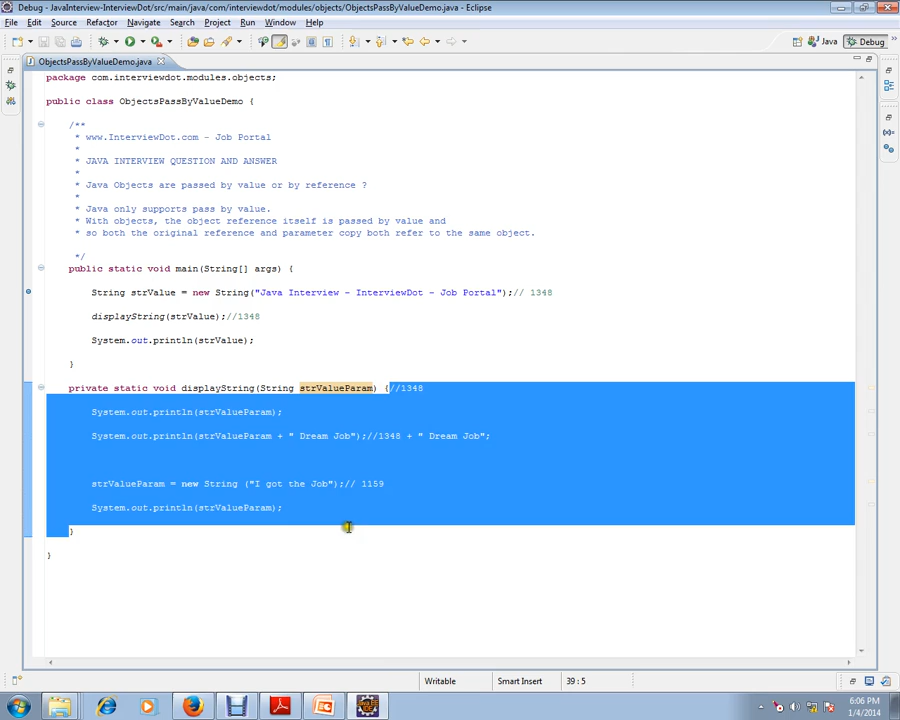 Debug - JavaInterview-InterviewDot/src/main/java/com/interviewdot/modules/objects/ObjectsPassByValueDemo.java - Eclipse
File Edit Source Refactor Navigate Search Project Run Window Help
Java Debug
ObjectsPassByValueDemo.java
package com.interviewdot.modules.objects;
public class ObjectsPassByValueDemo {
/**
* www.InterviewDot.com - Job Portal
*
* JAVA INTERVIEW QUESTION AND ANSWER
*
* Java Objects are passed by value or by reference ?
*
* Java only supports pass by value.
* With objects, the object reference itself is passed by value and
* so both the original reference and parameter copy both refer to the same object.
*/
public static void main(String[] args) {
String strValue = new String("Java Interview - InterviewDot - Job Portal");// 1348
displayString(strValue);//1348
System.out.println(strValue);
}
private static void displayString(String strValueParam) {//1348
System.out.println(strValueParam);
System.out.println(strValueParam + " Dream Job");//1348 + " Dream Job";
strValueParam = new String ("I got the Job");// 1159
System.out.println(strValueParam);
}
}
Writable Smart Insert 39 : 5
6:06 PM
1/4/2014